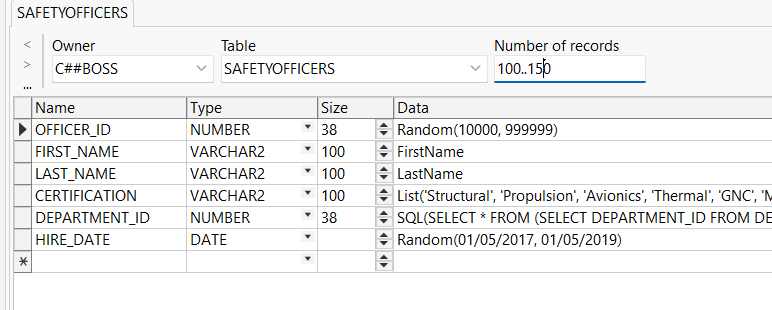 SAFETYOFFICERS
< Owner Table Number of records
> C##BOSS SAFETYOFFICERS 100..150
...
Name Type Size Data
OFFICER_ID NUMBER 38 Random(10000, 999999)
FIRST_NAME VARCHAR2 100 FirstName
LAST_NAME VARCHAR2 100 LastName
CERTIFICATION VARCHAR2 100 List('Structural', 'Propulsion', 'Avionics', 'Thermal', 'GNC', 'M
DEPARTMENT_ID NUMBER 38 SQL(SELECT * FROM (SELECT DEPARTMENT_ID FROM DE
HIRE_DATE DATE Random(01/05/2017, 01/05/2019)
*